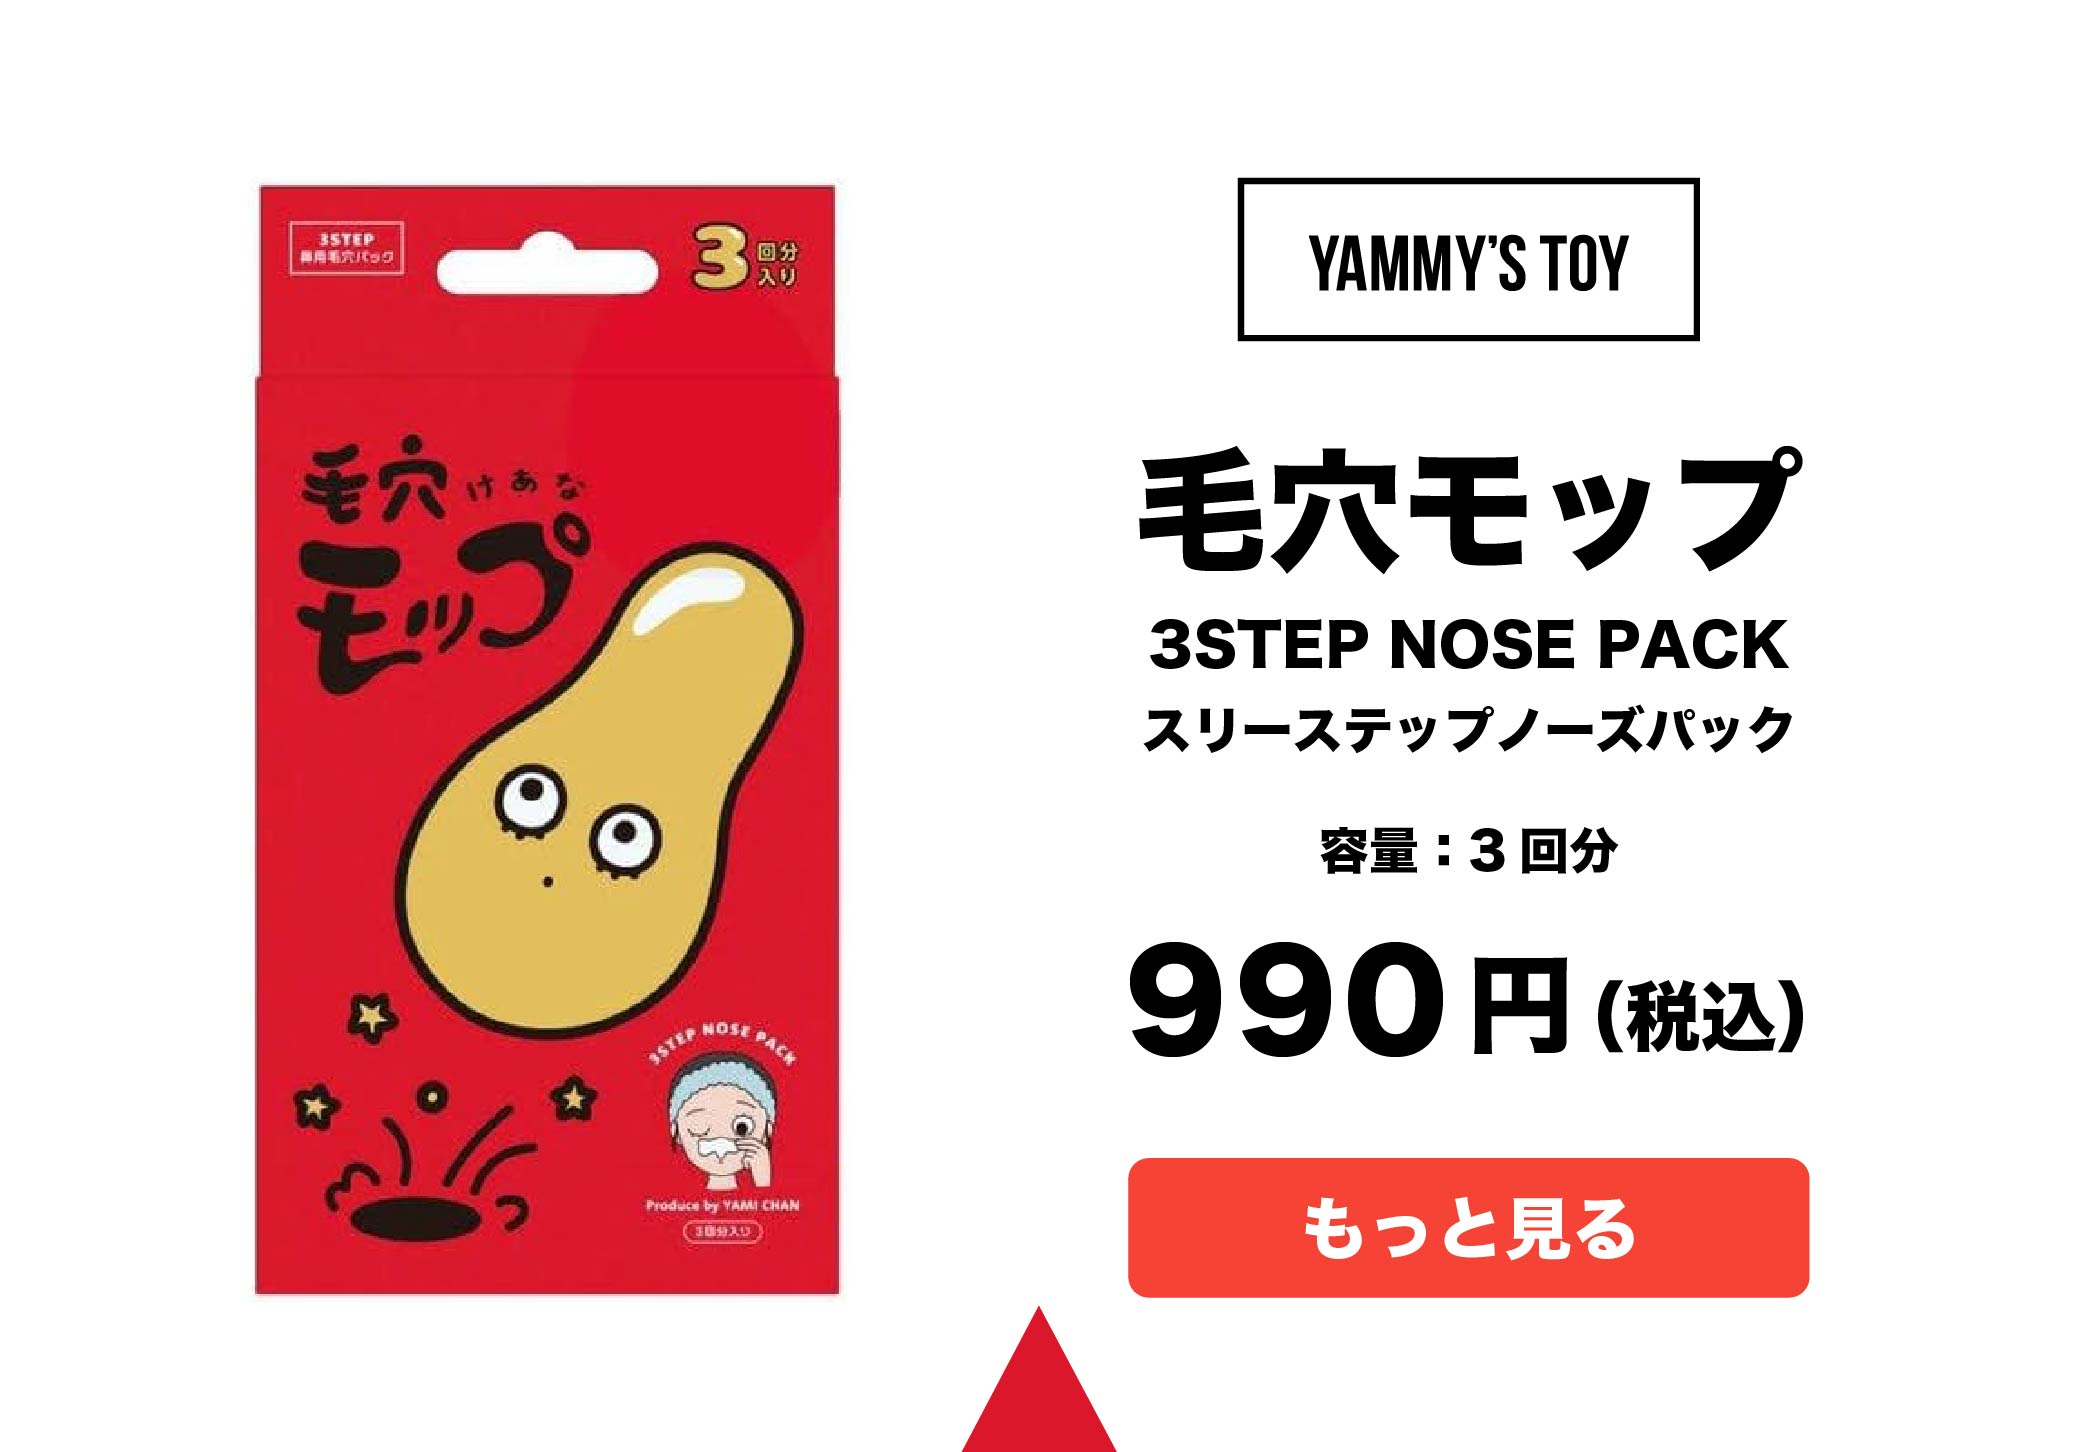 3STEP
鼻用毛穴パック
3回分
入り
毛穴けあな
モップ
3STEP NOSE PACK
Produce by YAMI CHAN
3回分入り
YAMMY'S TOY
毛穴モップ
3STEP NOSE PACK
スリーステップノーズパック
容量：3回分
990円(税込)
もっと見る